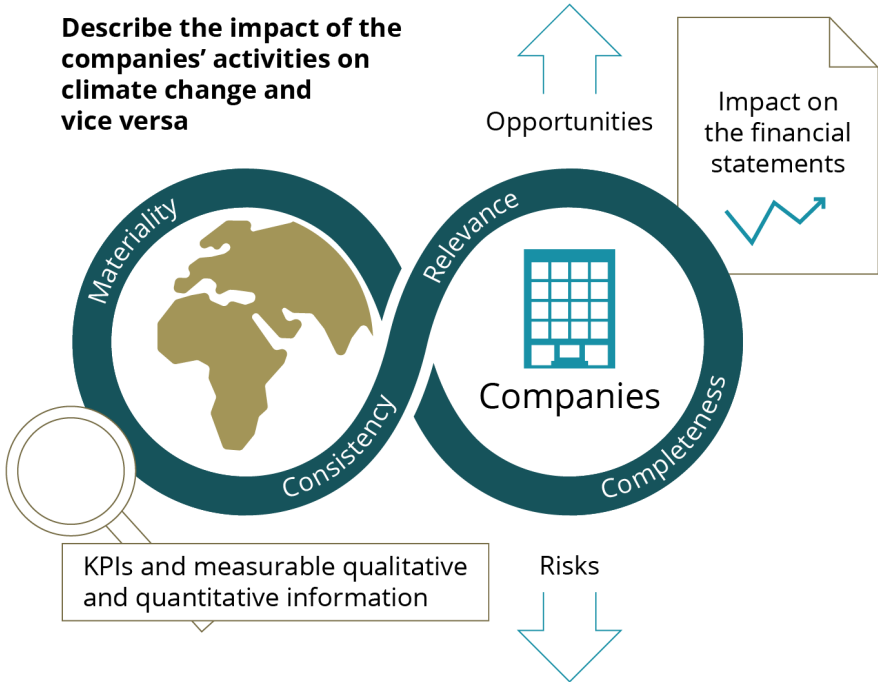 Describe the impact of the
companies’ activities on
climate change and
vice versa
Opportunities
Impact on
the financial
statements
Materiality
Relevance
Companies
Consistency
Completeness
KPIs and measurable qualitative
and quantitative information
Risks